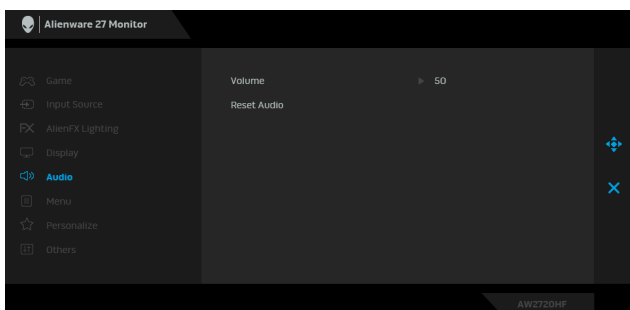 Alienware 27 Monitor
Game
Input Source
AlienFX Lighting
Display
Audio
Menu
Personalize
Others
Volume 50
Reset Audio
AW2720HF